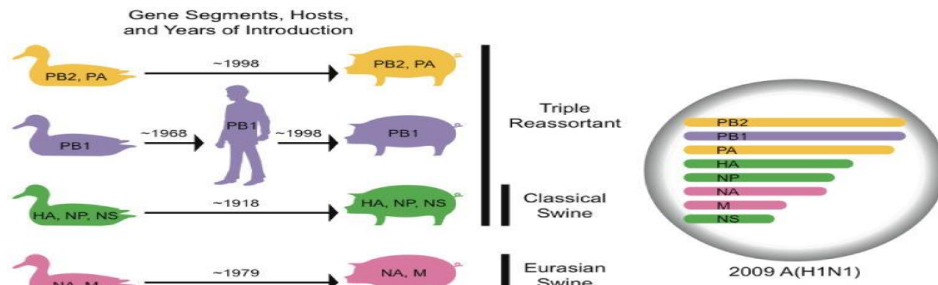 Gene Segments, Hosts,
and Years of Introduction
PB2, PA
~1998
PB2, PA
PB1
~1968
PB1
~1998
PB1
HA, NP, NS
~1918
HA, NP, NS
NA, M
~1979
NA, M
Triple
Reassortant
Classical
Swine
Eurasian
Swine
PB2
PB1
PA
HA
NP
NA
M
NS
2009 A(H1N1)